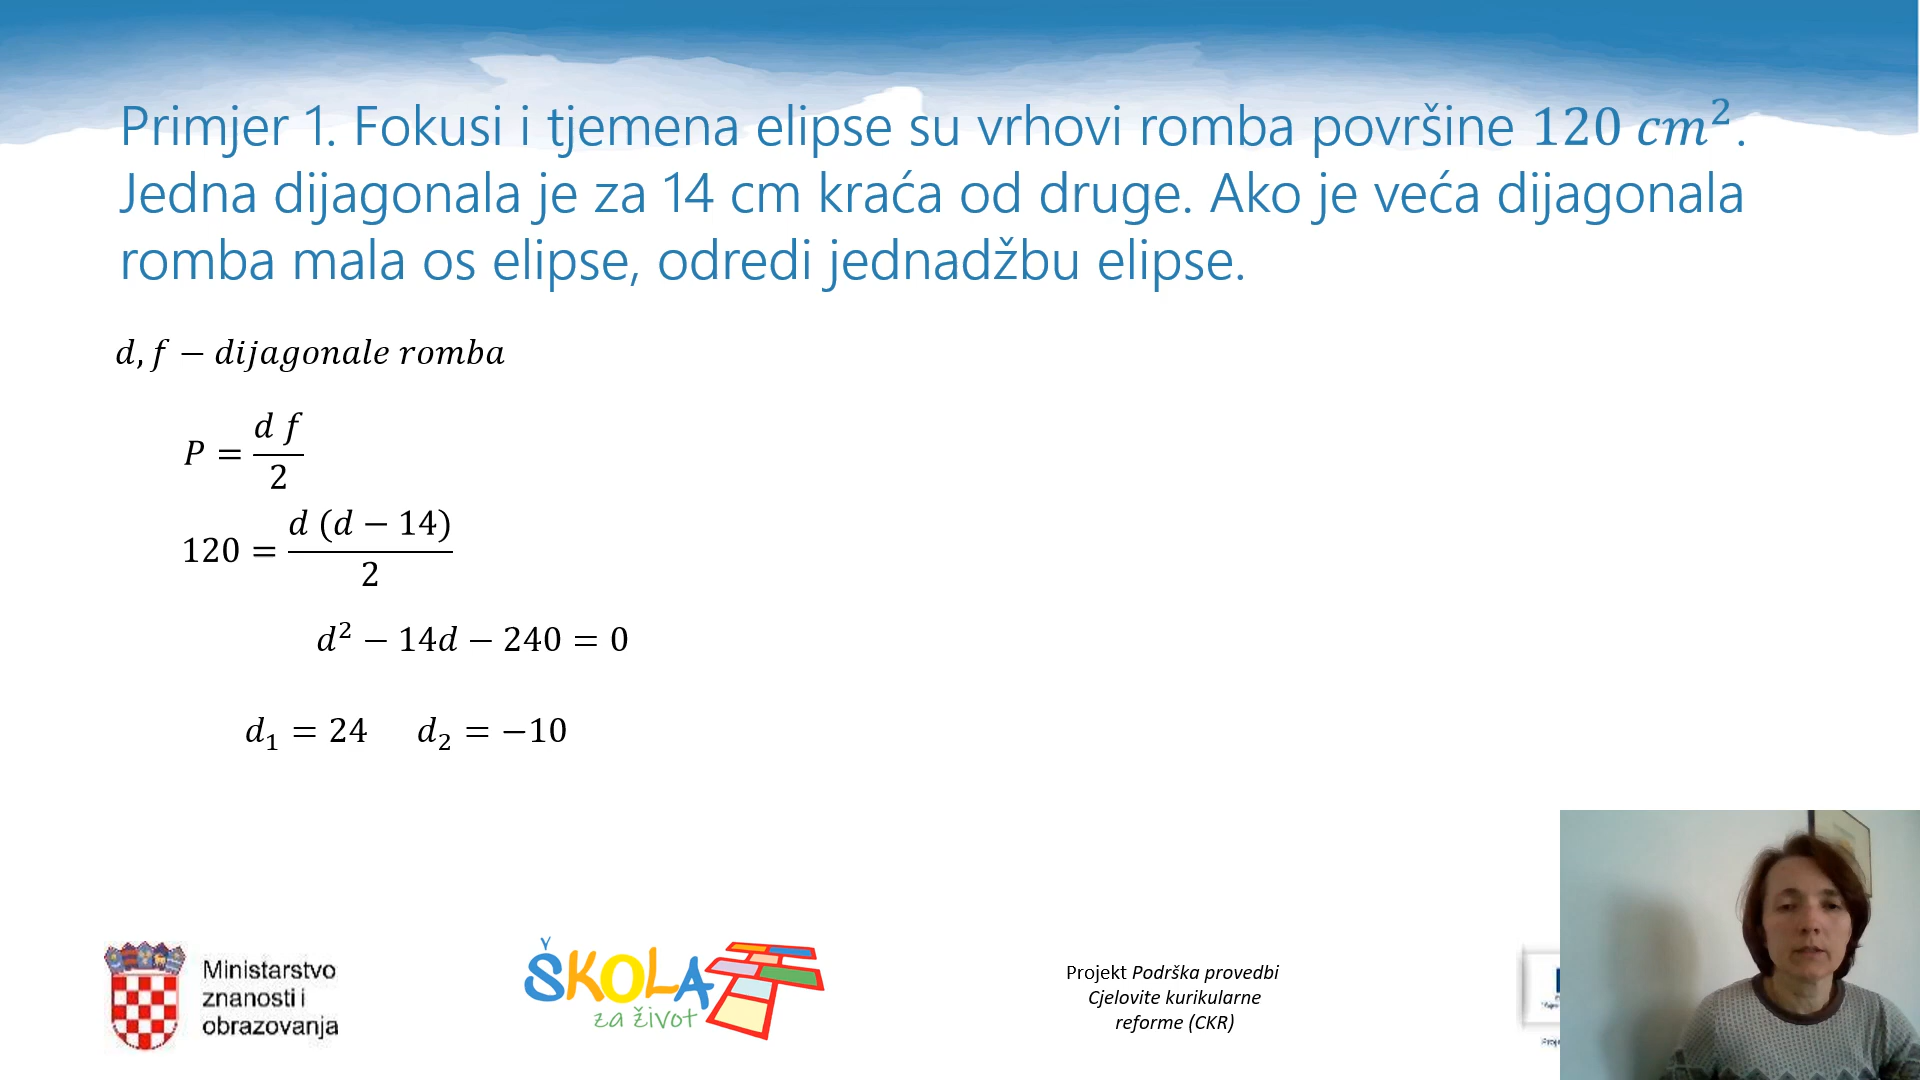 Primjer 1. Fokusi i tjemena elipse su vrhovi romba površine 120 cm².
Jedna dijagonala je za 14 cm kraća od druge. Ako je veća dijagonala
romba mala os elipse, odredi jednadžbu elipse.
d, f − dijagonale romba
P = d f / 2
120 = d (d − 14) / 2
d² − 14d − 240 = 0
d₁ = 24 d₂ = −10
Ministarstvo
znanosti i
obrazovanja
ŠKOLA
za život
Projekt Podrška provedbi
Cjelovite kurikularne
reforme (CKR)